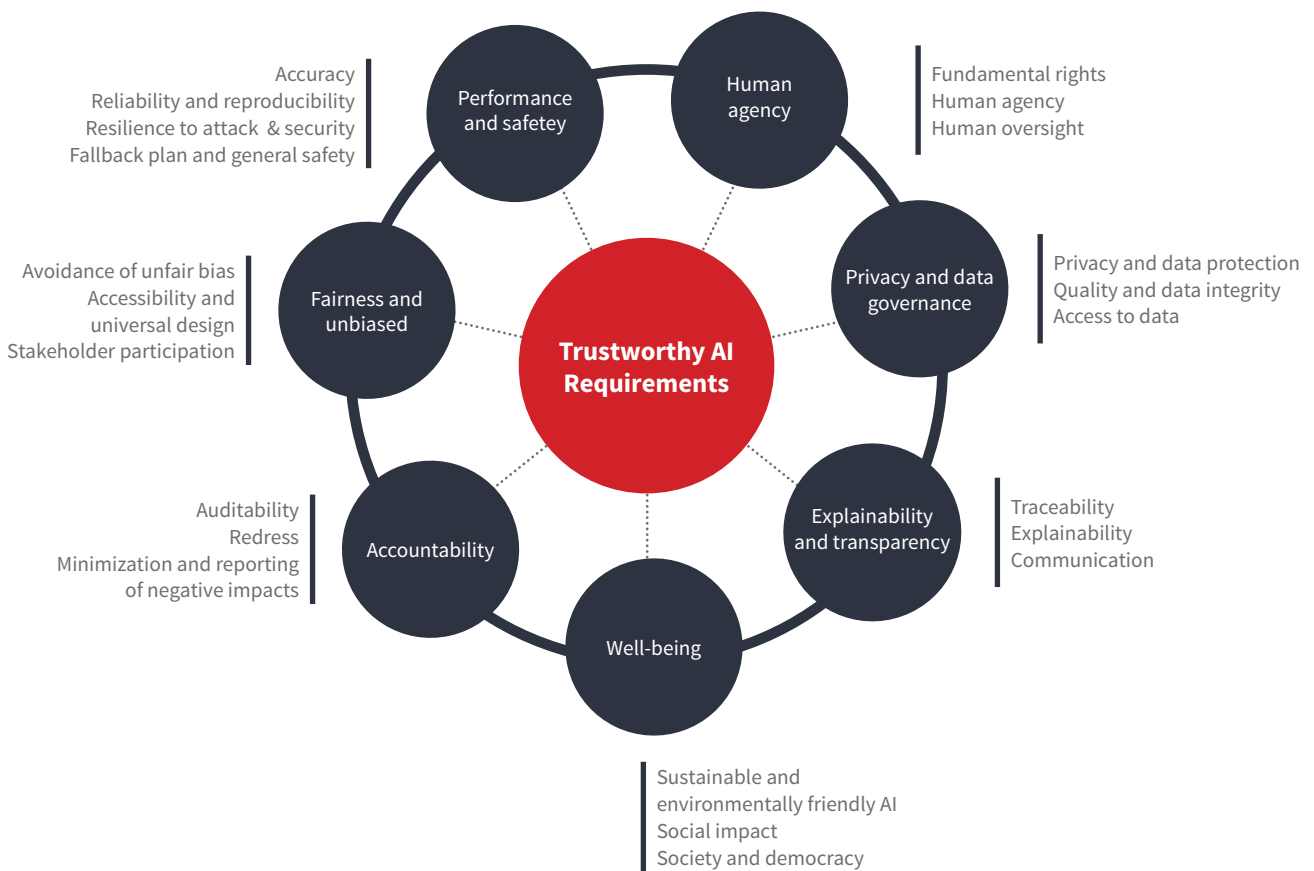 Accuracy
Reliability and reproducibility
Resilience to attack & security
Fallback plan and general safety
Performance
and safetey
Human
agency
Fundamental rights
Human agency
Human oversight
Avoidance of unfair bias
Accessibility and
universal design
Stakeholder participation
Fairness and
unbiased
Trustworthy AI
Requirements
Privacy and data
governance
Privacy and data protection
Quality and data integrity
Access to data
Auditability
Redress
Minimization and reporting
of negative impacts
Accountability
Explainability
and transparency
Traceability
Explainability
Communication
Well-being
Sustainable and
environmentally friendly AI
Social impact
Society and democracy